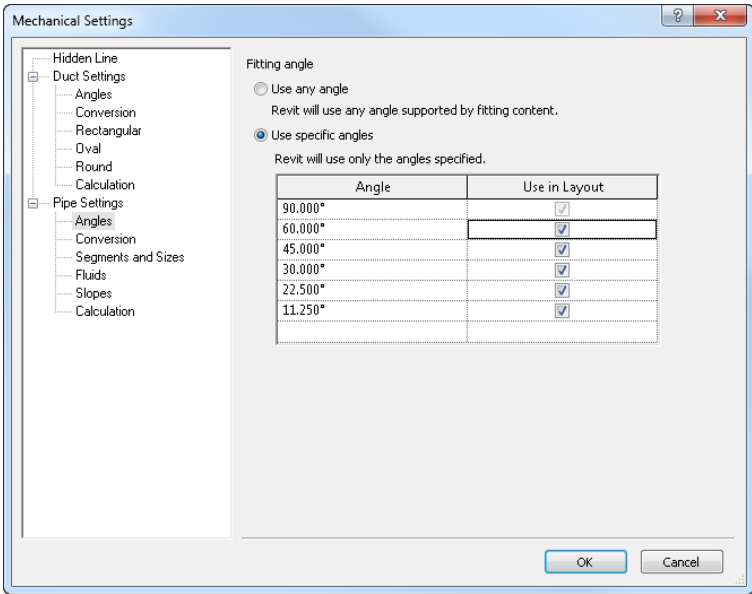 Mechanical Settings
?
X
Hidden Line
Duct Settings
Angles
Conversion
Rectangular
Oval
Round
Calculation
Pipe Settings
Angles
Conversion
Segments and Sizes
Fluids
Slopes
Calculation
Fitting angle
Use any angle
Revit will use any angle supported by fitting content.
Use specific angles
Revit will use only the angles specified.
Angle Use in Layout
90.000°
60.000°
45.000°
30.000°
22.500°
11.250°
OK Cancel